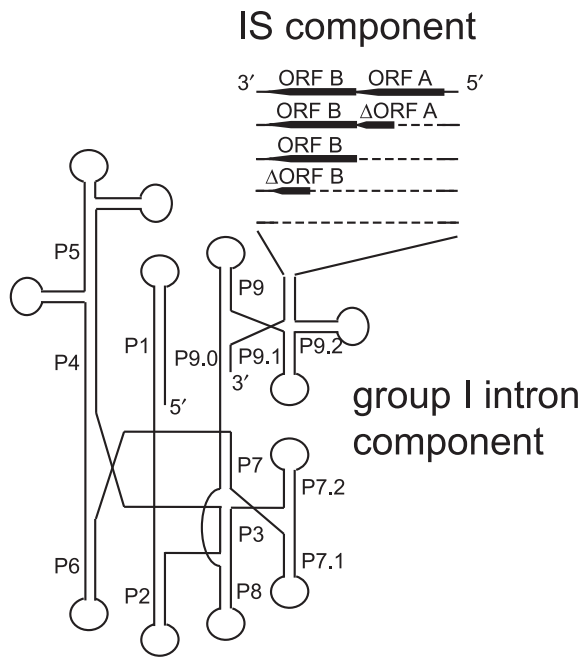 IS component
3′ ORF B ORF A 5′
ORF B ΔORF A
ORF B
ΔORF B
P5
P9
P4
P1
P9.0
P9.1
P9.2
3′
5′
group I intron
component
P7
P7.2
P3
P7.1
P6
P2
P8